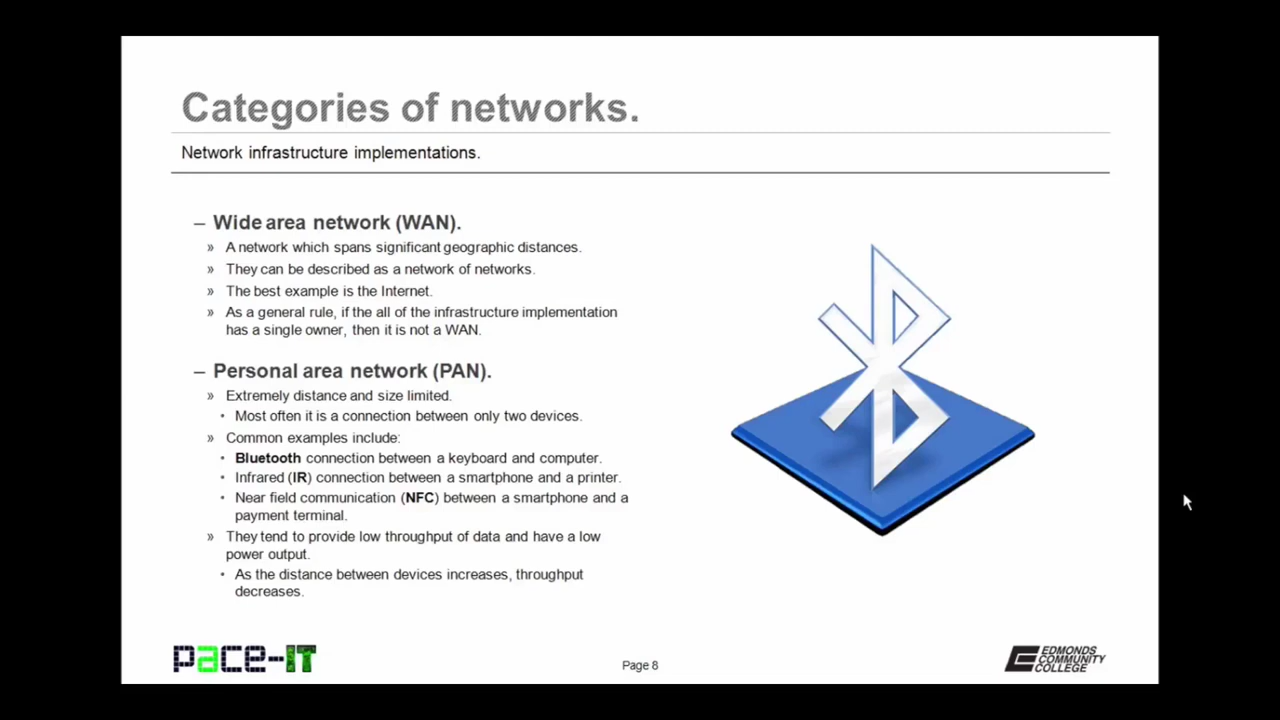 Categories of networks.
Network infrastructure implementations.
– Wide area network (WAN).
» A network which spans significant geographic distances.
» They can be described as a network of networks.
» The best example is the Internet.
» As a general rule, if the all of the infrastructure implementation
has a single owner, then it is not a WAN.
– Personal area network (PAN).
» Extremely distance and size limited.
• Most often it is a connection between only two devices.
» Common examples include:
• Bluetooth connection between a keyboard and computer.
• Infrared (IR) connection between a smartphone and a printer.
• Near field communication (NFC) between a smartphone and a
payment terminal.
» They tend to provide low throughput of data and have a low
power output.
• As the distance between devices increases, throughput
decreases.
pace-IT
Page 8
EDMONDS
COMMUNITY
COLLEGE